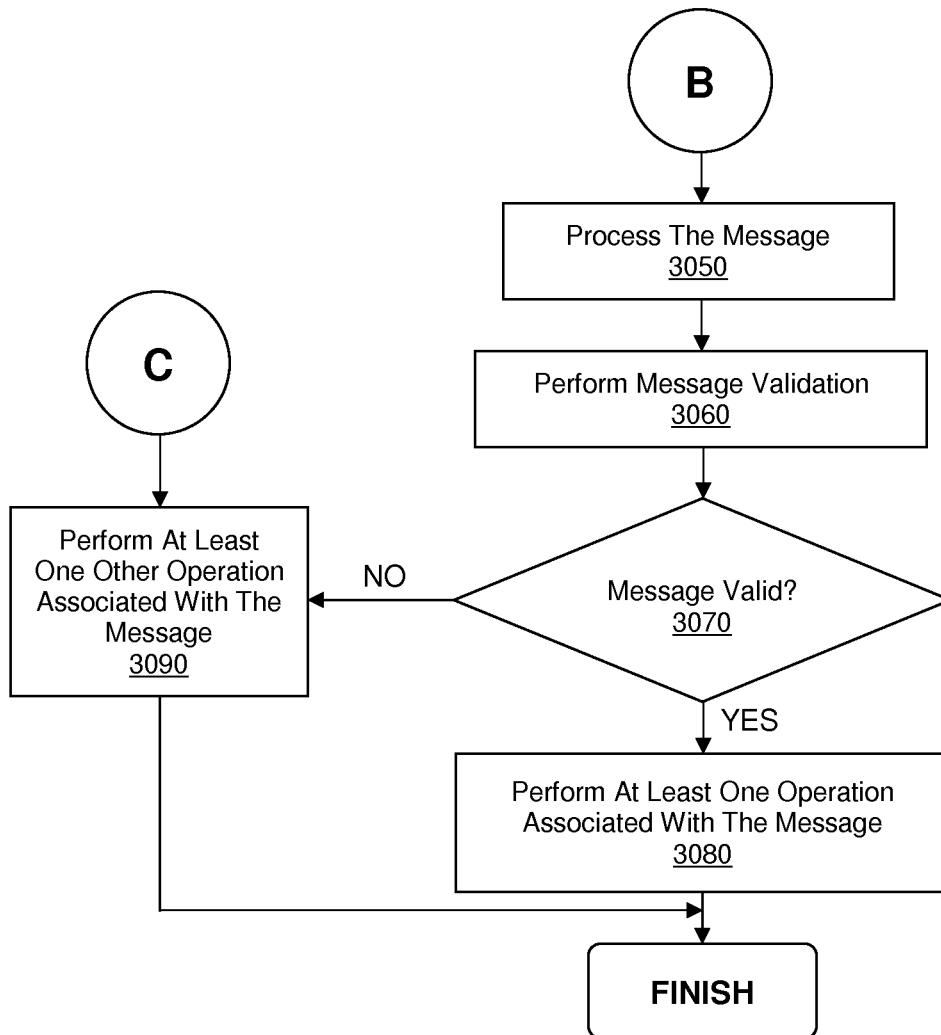 B
Process The Message
3050
C
Perform Message Validation
3060
Perform At Least
One Other Operation
Associated With The
Message
3090
NO
Message Valid?
3070
YES
Perform At Least One Operation
Associated With The Message
3080
FINISH